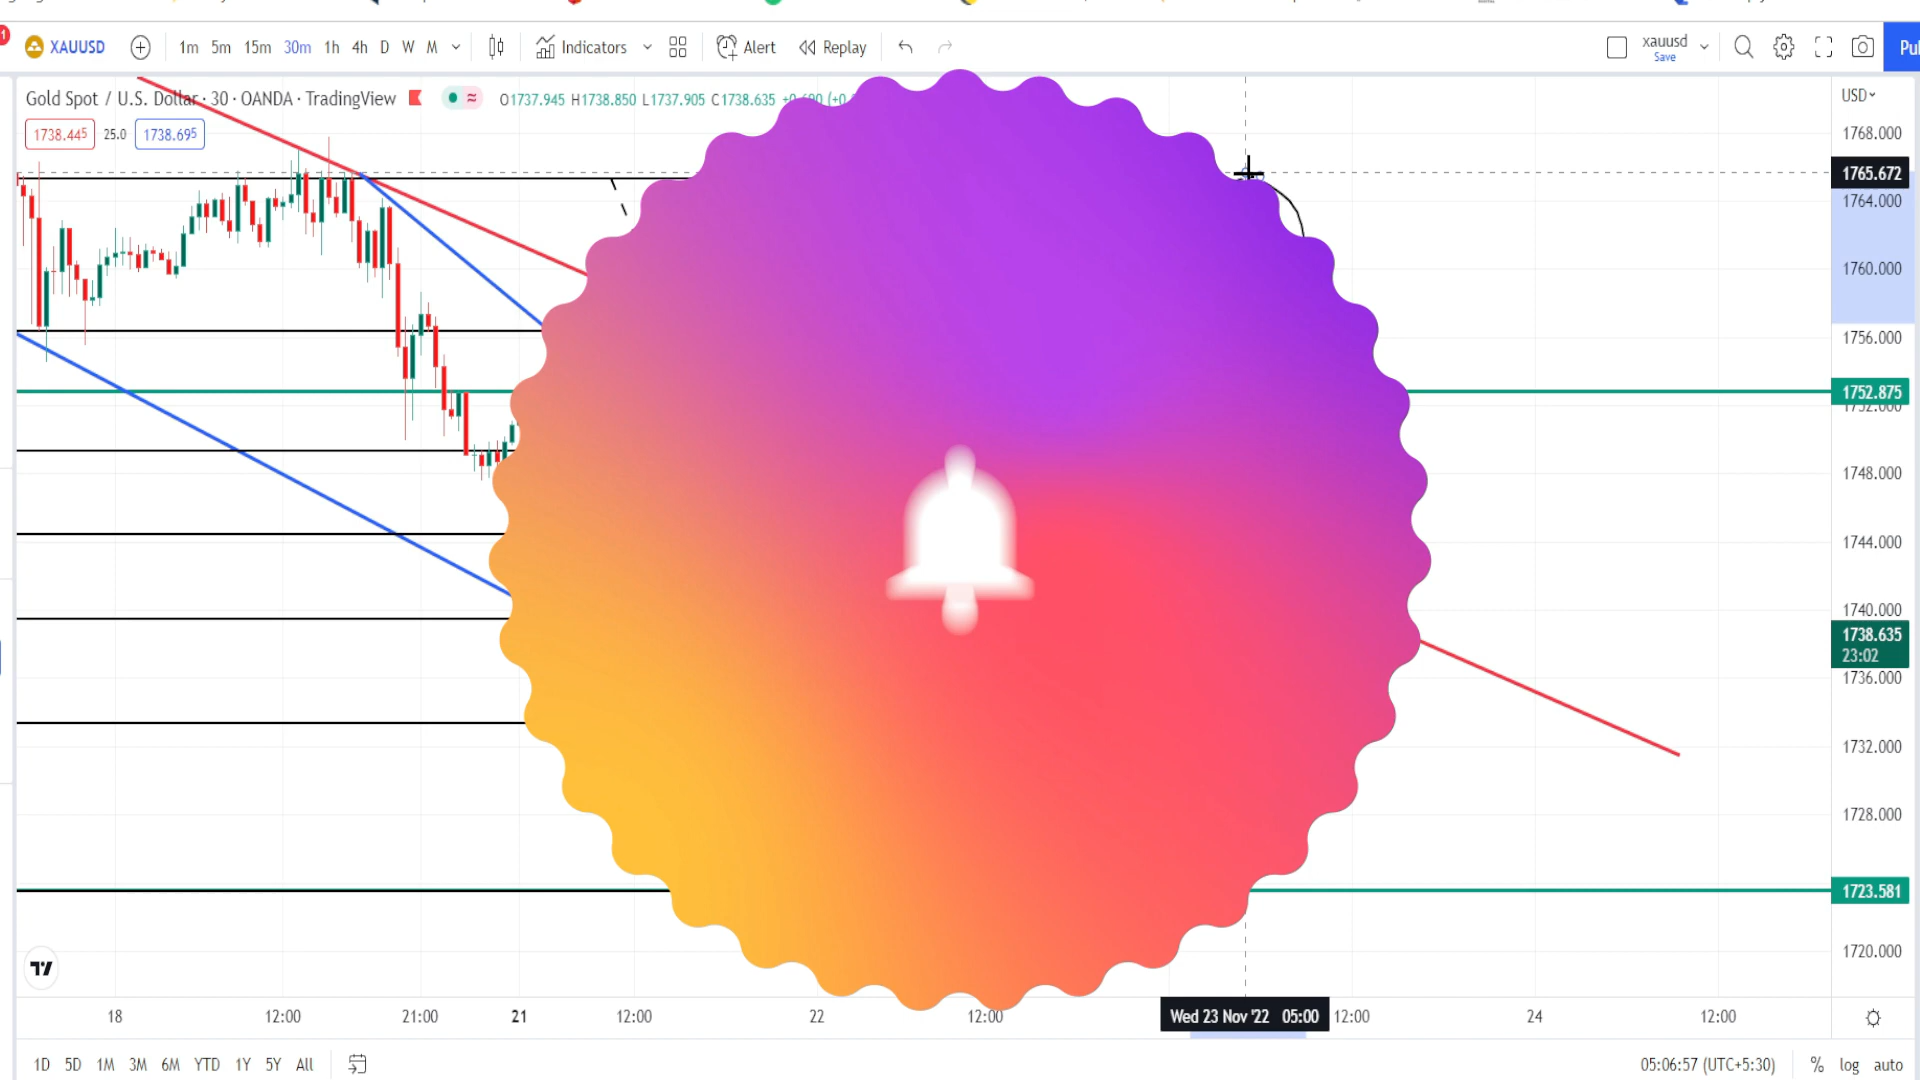 1
XAUUSD
1m 5m 15m 30m 1h 4h D W M
Indicators
Alert
Replay
xauusd
Save
Gold Spot / U.S. Dollar · 30 · OANDA · TradingView
O1737.945 H1738.850 L1737.905 C1738.635
1738.445 25.0 1738.695
USD
1768.000
1765.672
1764.000
1760.000
1756.000
1752.875
1752.000
1748.000
1744.000
1740.000
1738.635
23:02
1736.000
1732.000
1728.000
1723.581
1720.000
18 12:00 21:00 21 12:00 22 12:00 Wed 23 Nov '22 05:00 12:00 24 12:00
1D 5D 1M 3M 6M YTD 1Y 5Y All
05:06:57 (UTC+5:30) % log auto